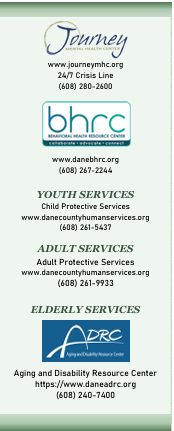 Journey
MENTAL HEALTH CENTER
www.journeymhc.org
24/7 Crisis Line
(608) 280-2600
bhrc
BEHAVIORAL HEALTH RESOURCE CENTER
collaborate • advocate • connect
www.danebhrc.org
(608) 267-2244
YOUTH SERVICES
Child Protective Services
www.danecountyhumanservices.org
(608) 261-5437
ADULT SERVICES
Adult Protective Services
www.danecountyhumanservices.org
(608) 261-9933
ELDERLY SERVICES
ADRC
Aging and Disability Resource Center
Aging and Disability Resource Center
https://www.daneadrc.org
(608) 240-7400